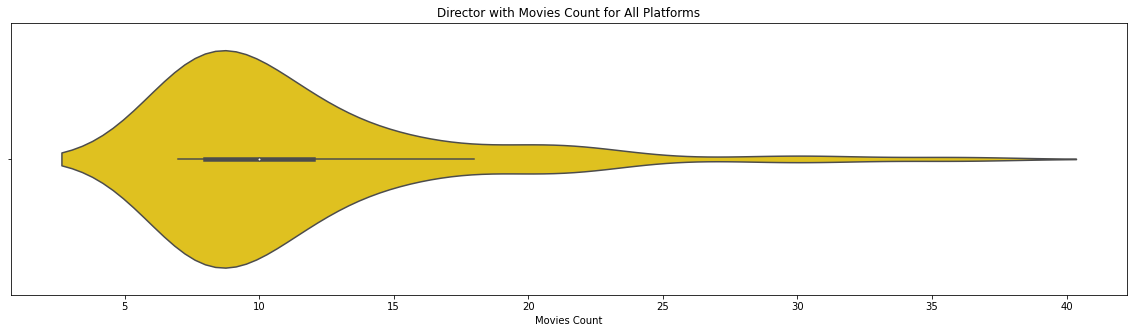 Director with Movies Count for All Platforms
5 10 15 20 25 30 35 40
Movies Count